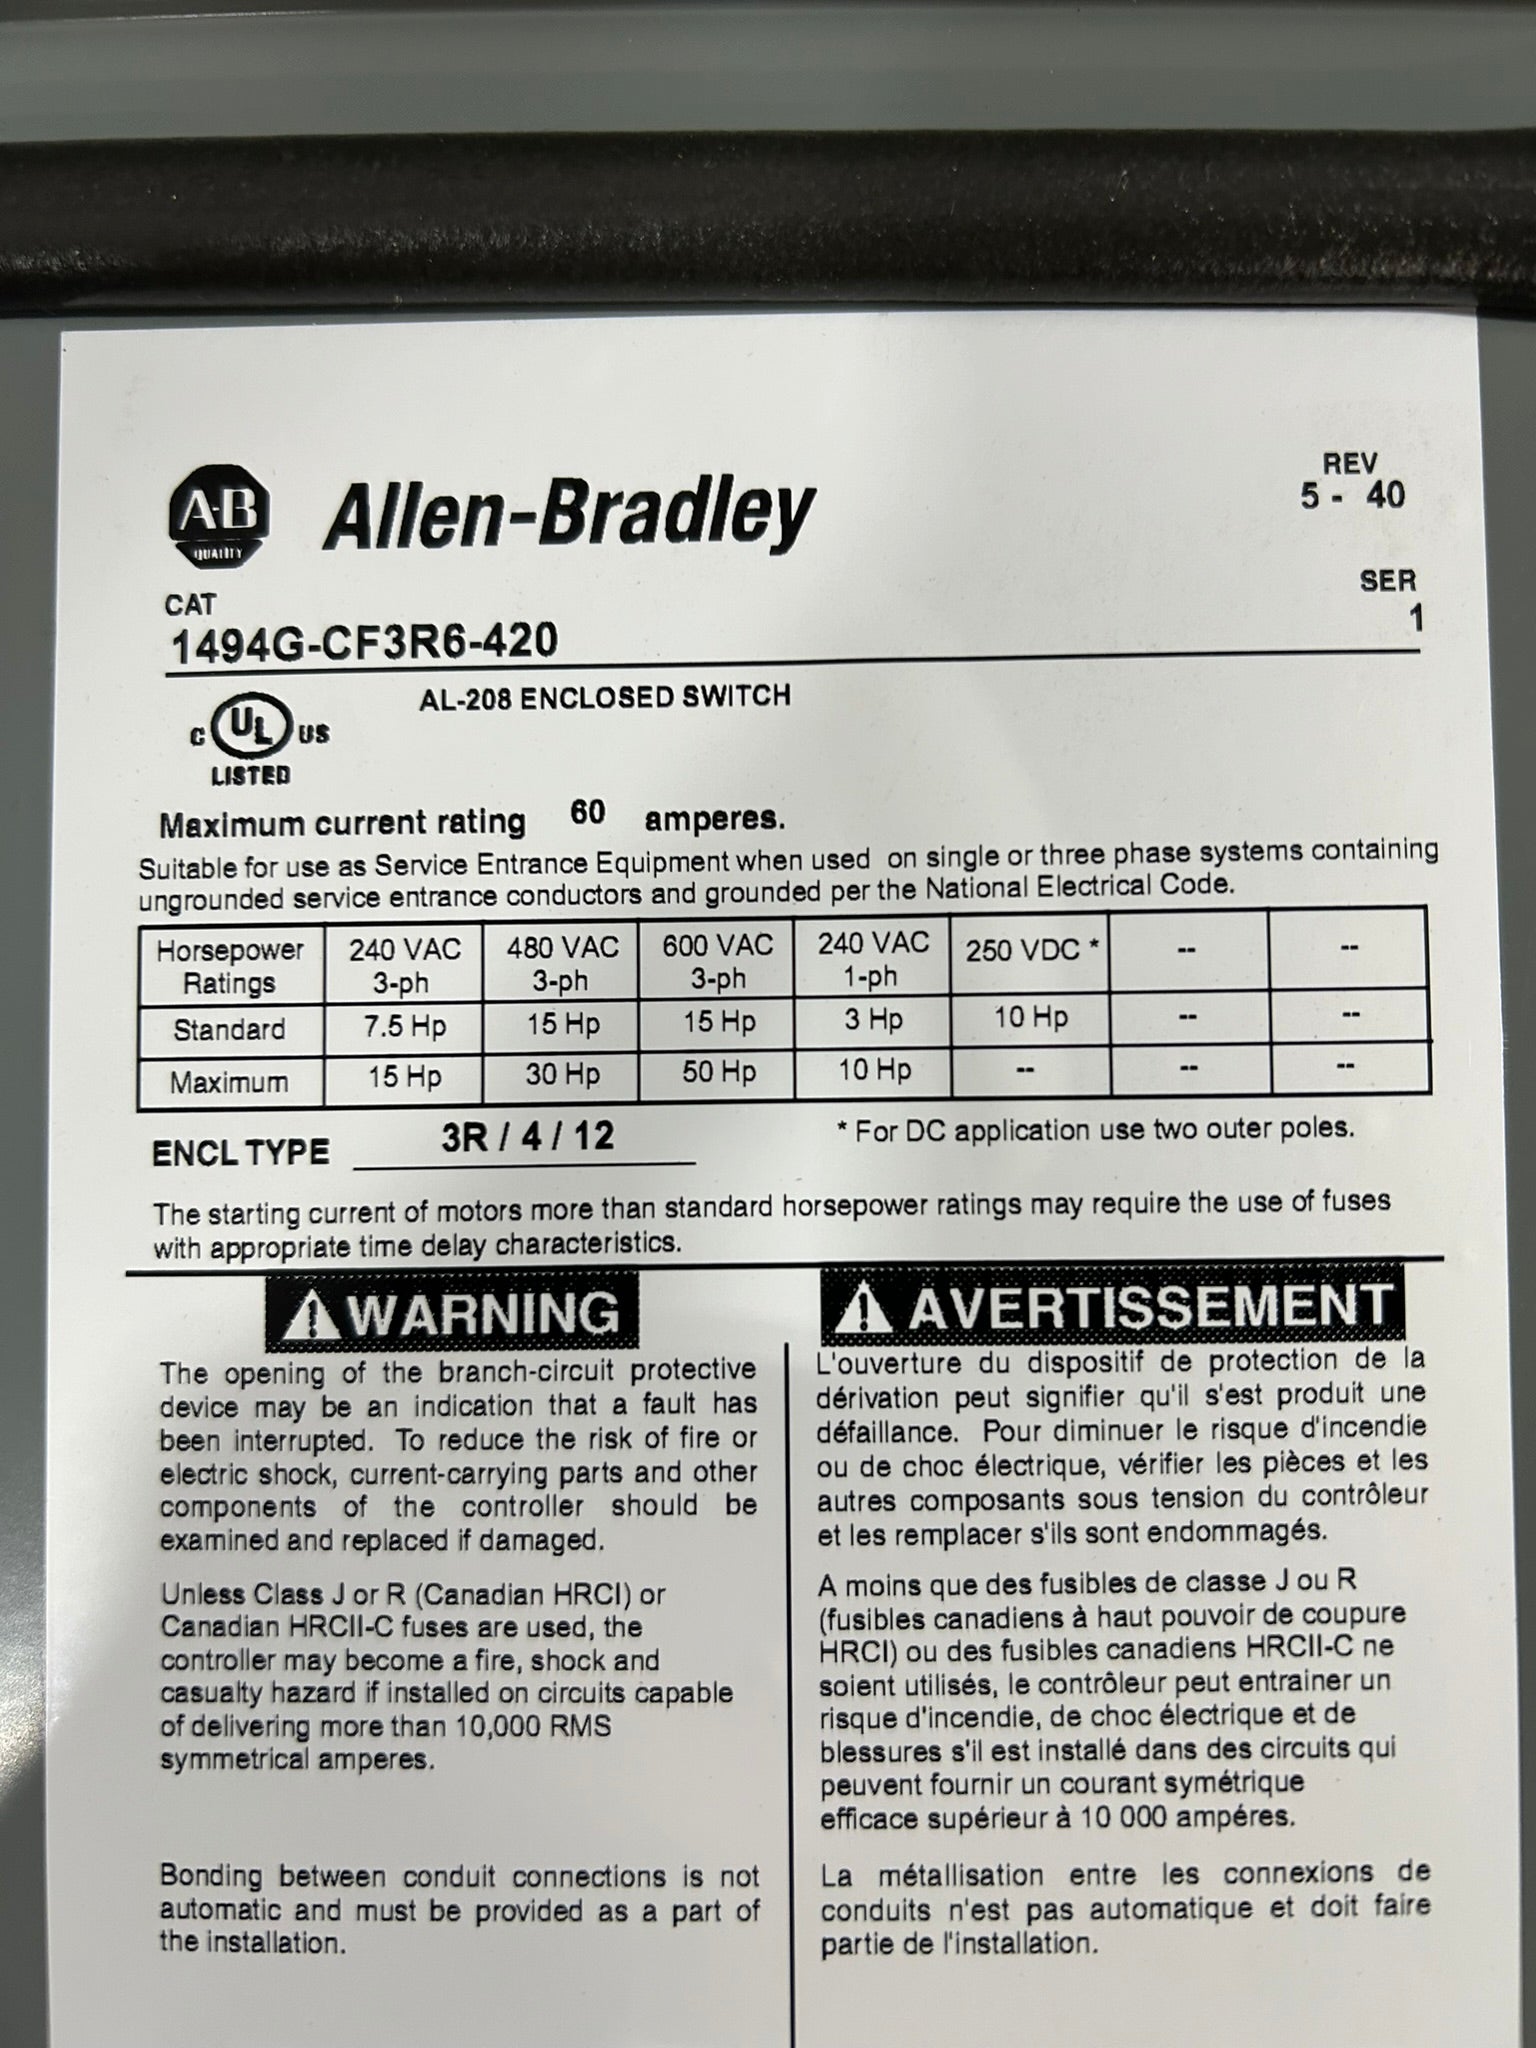 A-B
QUALITY
Allen-Bradley
REV
5 - 40
CAT
SER
1494G-CF3R6-420
1
C UL US
LISTED
AL-208 ENCLOSED SWITCH
Maximum current rating 60 amperes.
Suitable for use as Service Entrance Equipment when used on single or three phase systems containing
ungrounded service entrance conductors and grounded per the National Electrical Code.
Horsepower Ratings | 240 VAC 3-ph | 480 VAC 3-ph | 600 VAC 3-ph | 240 VAC 1-ph | 250 VDC * | -- | --
Standard | 7.5 Hp | 15 Hp | 15 Hp | 3 Hp | 10 Hp | -- | --
Maximum | 15 Hp | 30 Hp | 50 Hp | 10 Hp | -- | -- | --
ENCL TYPE 3R / 4 / 12
* For DC application use two outer poles.
The starting current of motors more than standard horsepower ratings may require the use of fuses
with appropriate time delay characteristics.
WARNING
The opening of the branch-circuit protective
device may be an indication that a fault has
been interrupted. To reduce the risk of fire or
electric shock, current-carrying parts and other
components of the controller should be
examined and replaced if damaged.
Unless Class J or R (Canadian HRCI) or
Canadian HRCII-C fuses are used, the
controller may become a fire, shock and
casualty hazard if installed on circuits capable
of delivering more than 10,000 RMS
symmetrical amperes.
Bonding between conduit connections is not
automatic and must be provided as a part of
the installation.
AVERTISSEMENT
L'ouverture du dispositif de protection de la
dérivation peut signifier qu'il s'est produit une
défaillance. Pour diminuer le risque d'incendie
ou de choc électrique, vérifier les pièces et les
autres composants sous tension du contrôleur
et les remplacer s'ils sont endommagés.
A moins que des fusibles de classe J ou R
(fusibles canadiens à haut pouvoir de coupure
HRCI) ou des fusibles canadiens HRCII-C ne
soient utilisés, le contrôleur peut entrainer un
risque d'incendie, de choc électrique et de
blessures s'il est installé dans des circuits qui
peuvent fournir un courant symétrique
efficace supérieur à 10 000 ampéres.
La métallisation entre les connexions de
conduits n'est pas automatique et doit faire
partie de l'installation.